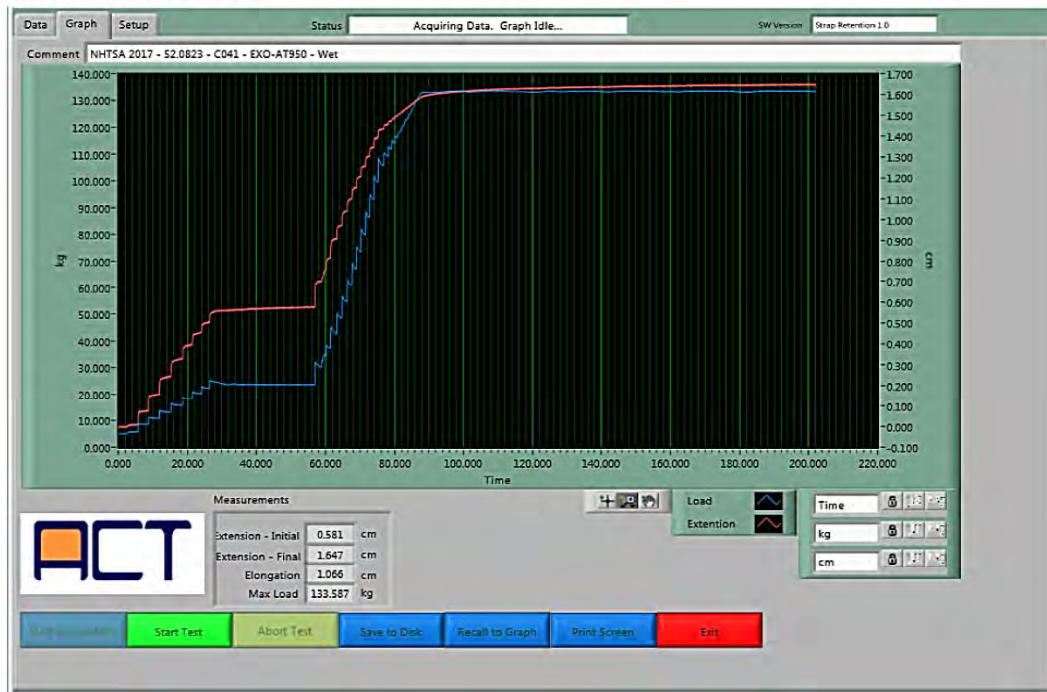 Data Graph Setup Status Acquiring Data. Graph Idle... SW Version Strap Retention 1.0
Comment NHTSA 2017 - 52.0823 - C041 - EXO-AT950 - Wet
140.000 1.700
130.000 1.600
1.500
120.000 1.400
110.000 1.300
100.000 1.200
1.100
90.000 1.000
80.000 0.900
kg 70.000 0.800 cm
0.700
60.000 0.600
50.000 0.500
40.000 0.400
30.000 0.300
20.000 0.200
0.100
10.000 0.000
0.000 -0.100
0.000 20.000 40.000 60.000 80.000 100.000 120.000 140.000 160.000 180.000 200.000 220.000
Time
Measurements
ACT
Extension - Initial 0.581 cm
Extension - Final 1.647 cm
Elongation 1.066 cm
Max Load 133.587 kg
Load
Extention
Time
kg
cm
Start Test Abort Test Save to Disk Recall to Graph Print Screen Exit